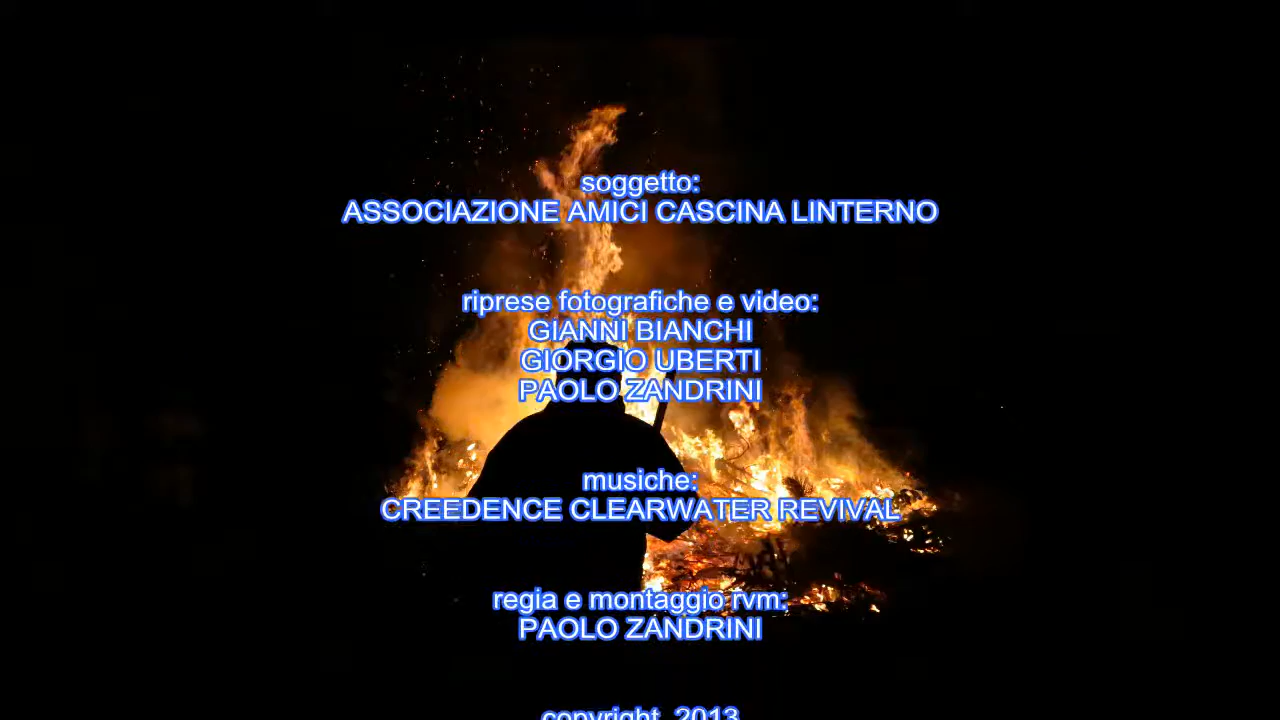 soggetto:
ASSOCIAZIONE AMICI CASCINA LINTERNO
riprese fotografiche e video:
GIANNI BIANCHI
GIORGIO UBERTI
PAOLO ZANDRINI
musiche:
CREEDENCE CLEARWATER REVIVAL
regia e montaggio rvm:
PAOLO ZANDRINI
copyright 2013